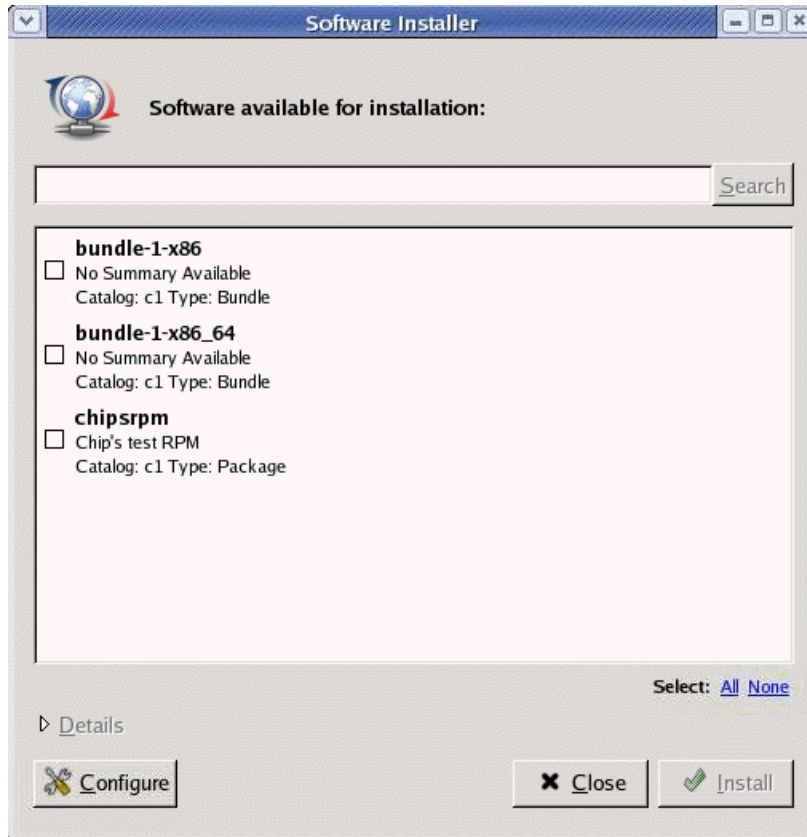 Software Installer
Software available for installation:
Search
bundle-1-x86
No Summary Available
Catalog: c1 Type: Bundle
bundle-1-x86_64
No Summary Available
Catalog: c1 Type: Bundle
chipsrpm
Chip's test RPM
Catalog: c1 Type: Package
Select: All None
Details
Configure Close Install